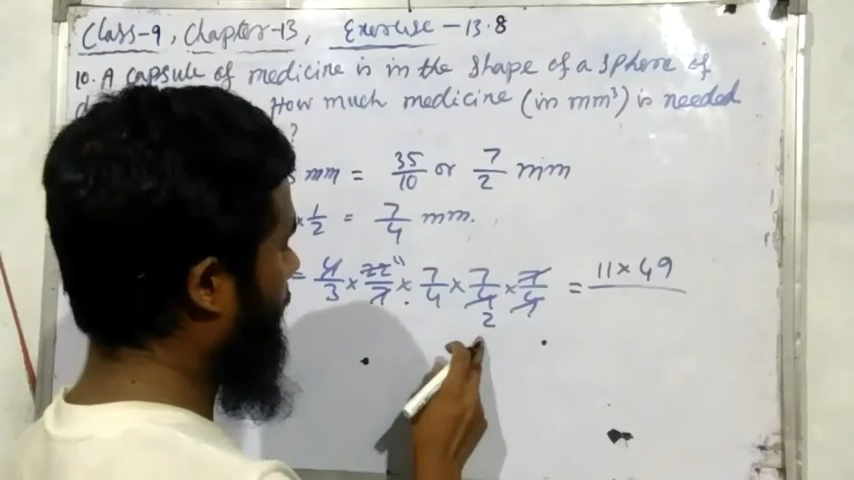 Class-9, Chapter-13, Exercise-13.8
10. A capsule of medicine is in the shape of a sphere of
How much medicine (in mm³) is needed
?
mm = 35/10 or 7/2 mm
× 1/2 = 7/4 mm.
= 4/3 × 22/7 11 × 7/4 × 7/4 2 × 7/4 = 11 × 49